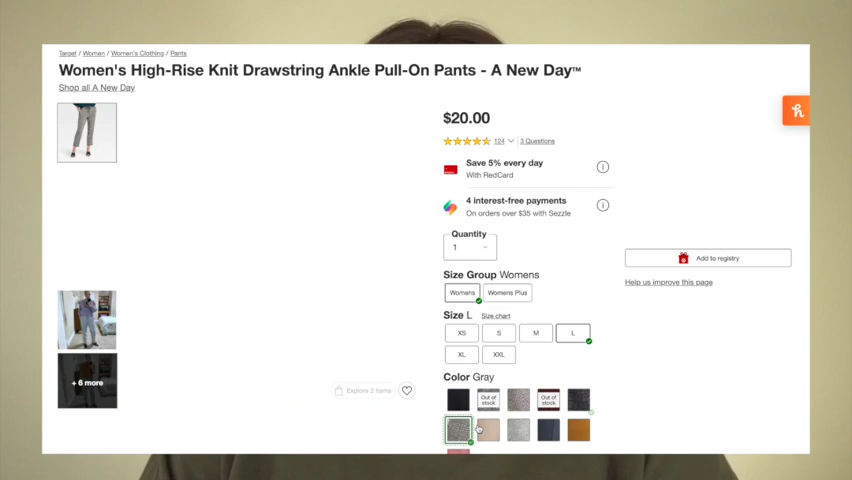 Target / Women / Women's Clothing / Pants
Women's High-Rise Knit Drawstring Ankle Pull-On Pants - A New Day™
Shop all A New Day
$20.00
124
3 Questions
Save 5% every day
With RedCard
4 interest-free payments
On orders over $35 with Sezzle
Quantity
1
Add to registry
Help us improve this page
Size Group Womens
Womens
Womens Plus
Size L
Size chart
XS
S
M
L
XL
XXL
Color Gray
+ 6 more
Explore 2 items
Out of stock
Out of stock